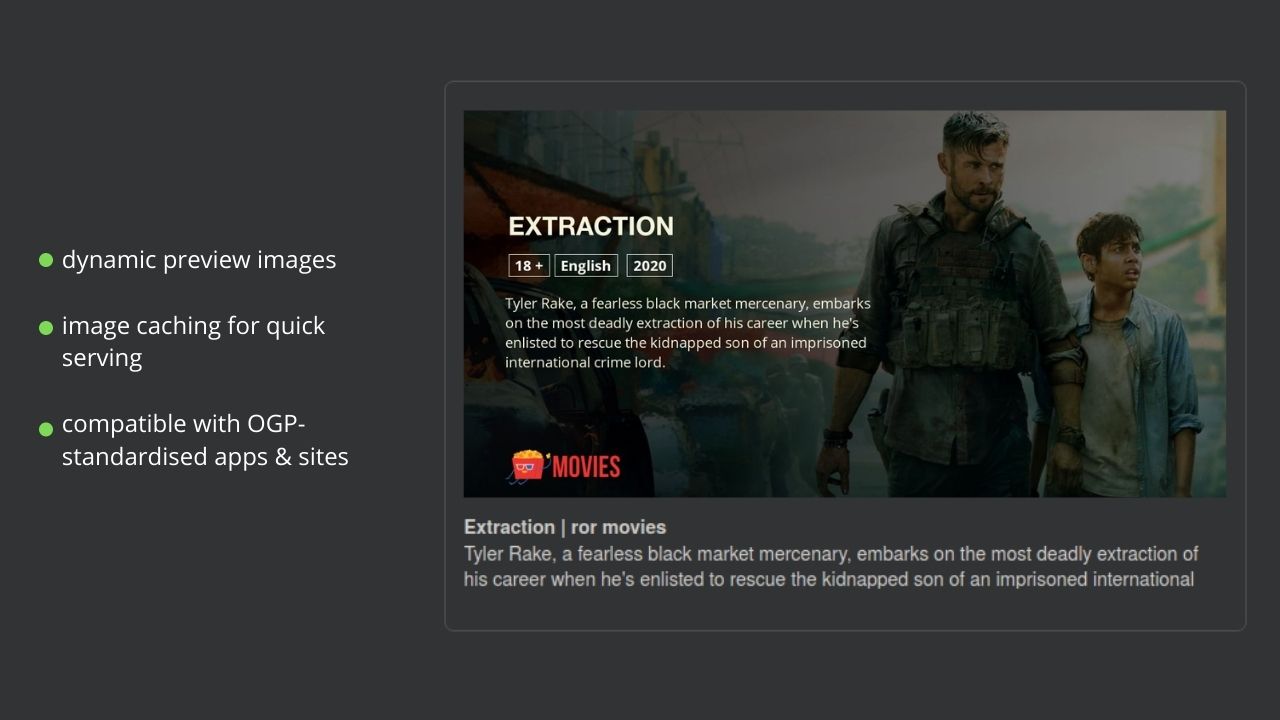 dynamic preview images
image caching for quick
serving
compatible with OGP-
standardised apps & sites
EXTRACTION
18 + English 2020
Tyler Rake, a fearless black market mercenary, embarks
on the most deadly extraction of his career when he's
enlisted to rescue the kidnapped son of an imprisoned
international crime lord.
MOVIES
Extraction | ror movies
Tyler Rake, a fearless black market mercenary, embarks on the most deadly extraction of
his career when he's enlisted to rescue the kidnapped son of an imprisoned international